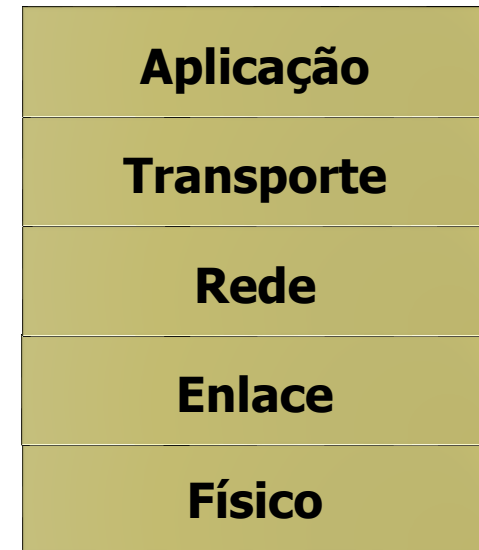 Aplicação
Transporte
Rede
Enlace
Físico